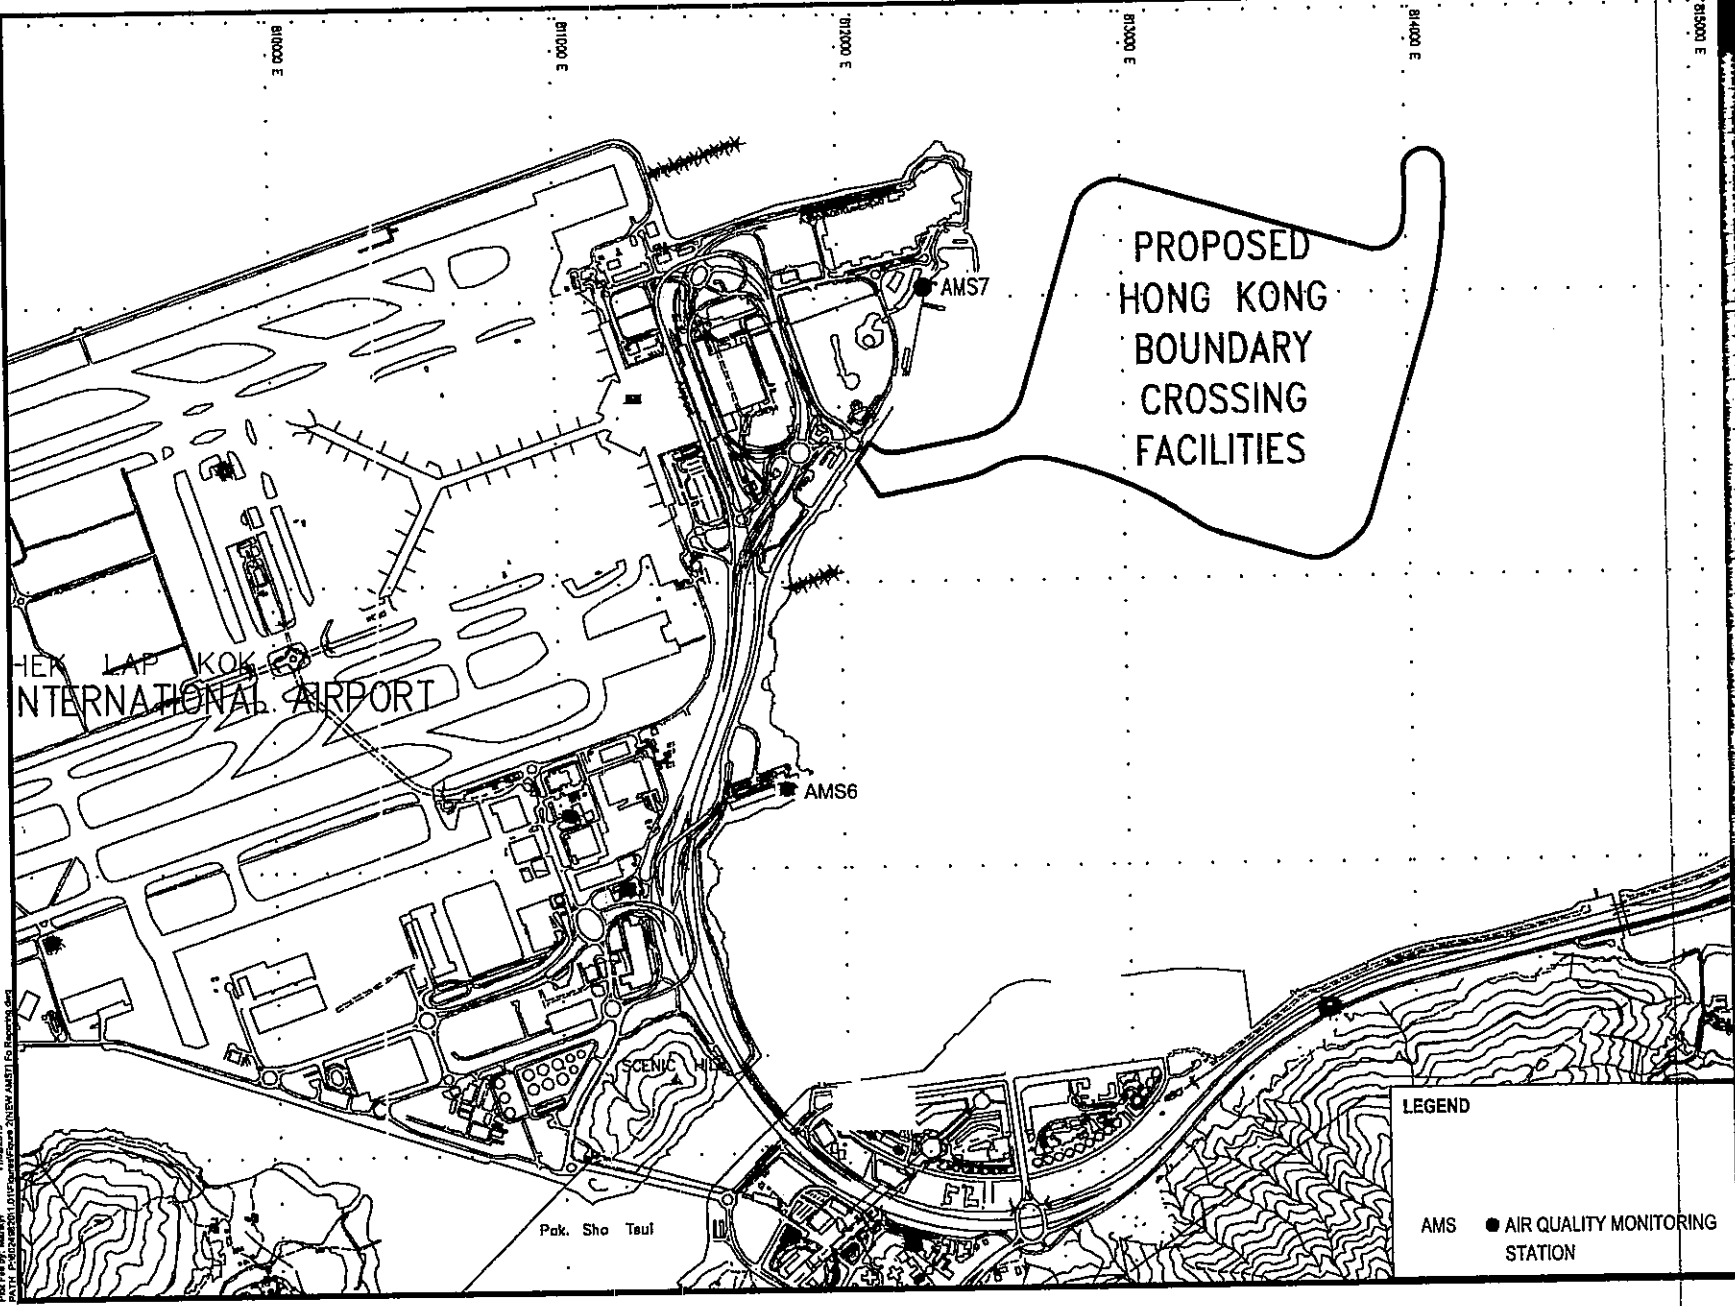 810000 E
811000 E
812000 E
813000 E
814000 E
815000 E
PROPOSED
HONG KONG
BOUNDARY
CROSSING
FACILITIES
AMS7
HEK LAP KOK
NTERNATIONAL AIRPORT
AMS6
SCENIC HILL
Pak. Sha Tsui
LEGEND
AMS AIR QUALITY MONITORING
STATION